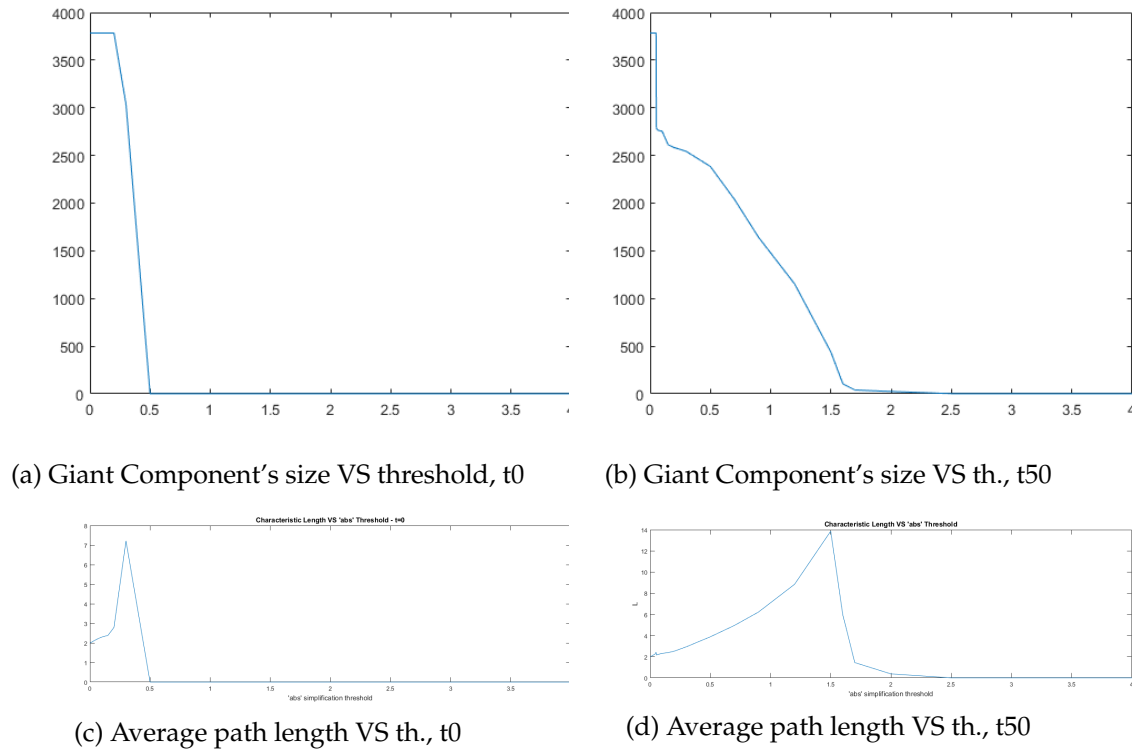 4000
3500
3000
2500
2000
1500
1000
500
0
0 0.5 1 1.5 2 2.5 3 3.5 4
(a) Giant Component's size VS threshold, t0
4000
3500
3000
2500
2000
1500
1000
500
0
0 0.5 1 1.5 2 2.5 3 3.5 4
(b) Giant Component's size VS th., t50
Characteristic Length VS 'abs' Threshold - t=0
8
7
6
5
4
3
2
1
0
0 0.5 1 1.5 2 2.5 3 3.5
'abs' simplification threshold
(c) Average path length VS th., t0
Characteristic Length VS 'abs' Threshold
14
12
10
8
6
4
2
0
L
0 0.5 1 1.5 2 2.5 3 3.5 4
'abs' simplification threshold
(d) Average path length VS th., t50